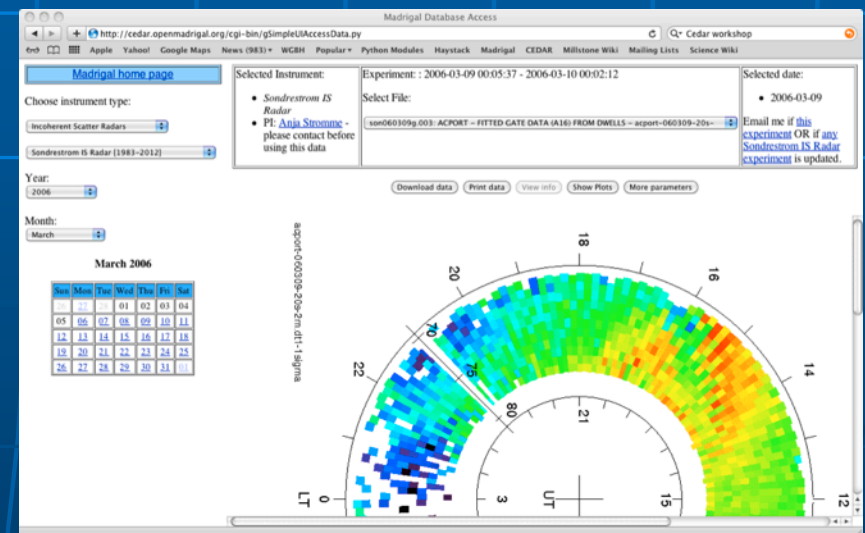 Madrigal Database Access
http://cedar.openmadrigal.org/cgi-bin/gSimpleUIAccessData.py
Cedar workshop
Apple Yahoo! Google Maps News (983) WGBH Popular Python Modules Haystack Madrigal CEDAR Millstone Wiki Mailing Lists Science Wiki
Madrigal home page
Choose instrument type:
Incoherent Scatter Radars
Sondrestrom IS Radar [1983-2012]
Year:
2006
Month:
March
March 2006
Sun Mon Tue Wed Thu Fri Sat
26 27 28 01 02 03 04
05 06 07 08 09 10 11
12 13 14 15 16 17 18
19 20 21 22 23 24 25
26 27 28 29 30 31 01
Selected Instrument:
• Sondrestrom IS
Radar
• PI: Anja Stromme -
please contact before
using this data
Experiment: : 2006-03-09 00:05:37 - 2006-03-10 00:02:12
Select File:
son060309g.003: ACPORT - FITTED GATE DATA (A16) FROM DWELLS - acport-060309-20s-
Selected date:
• 2006-03-09
Email me if this
experiment OR if any
Sondrestrom IS Radar
experiment is updated.
Download data Print data View info Show Plots More parameters
acport-060309-20s-2m.dt1-1sigma
18
20
16
22
14
70
75
80
21
LT 0
3
UT
15
12